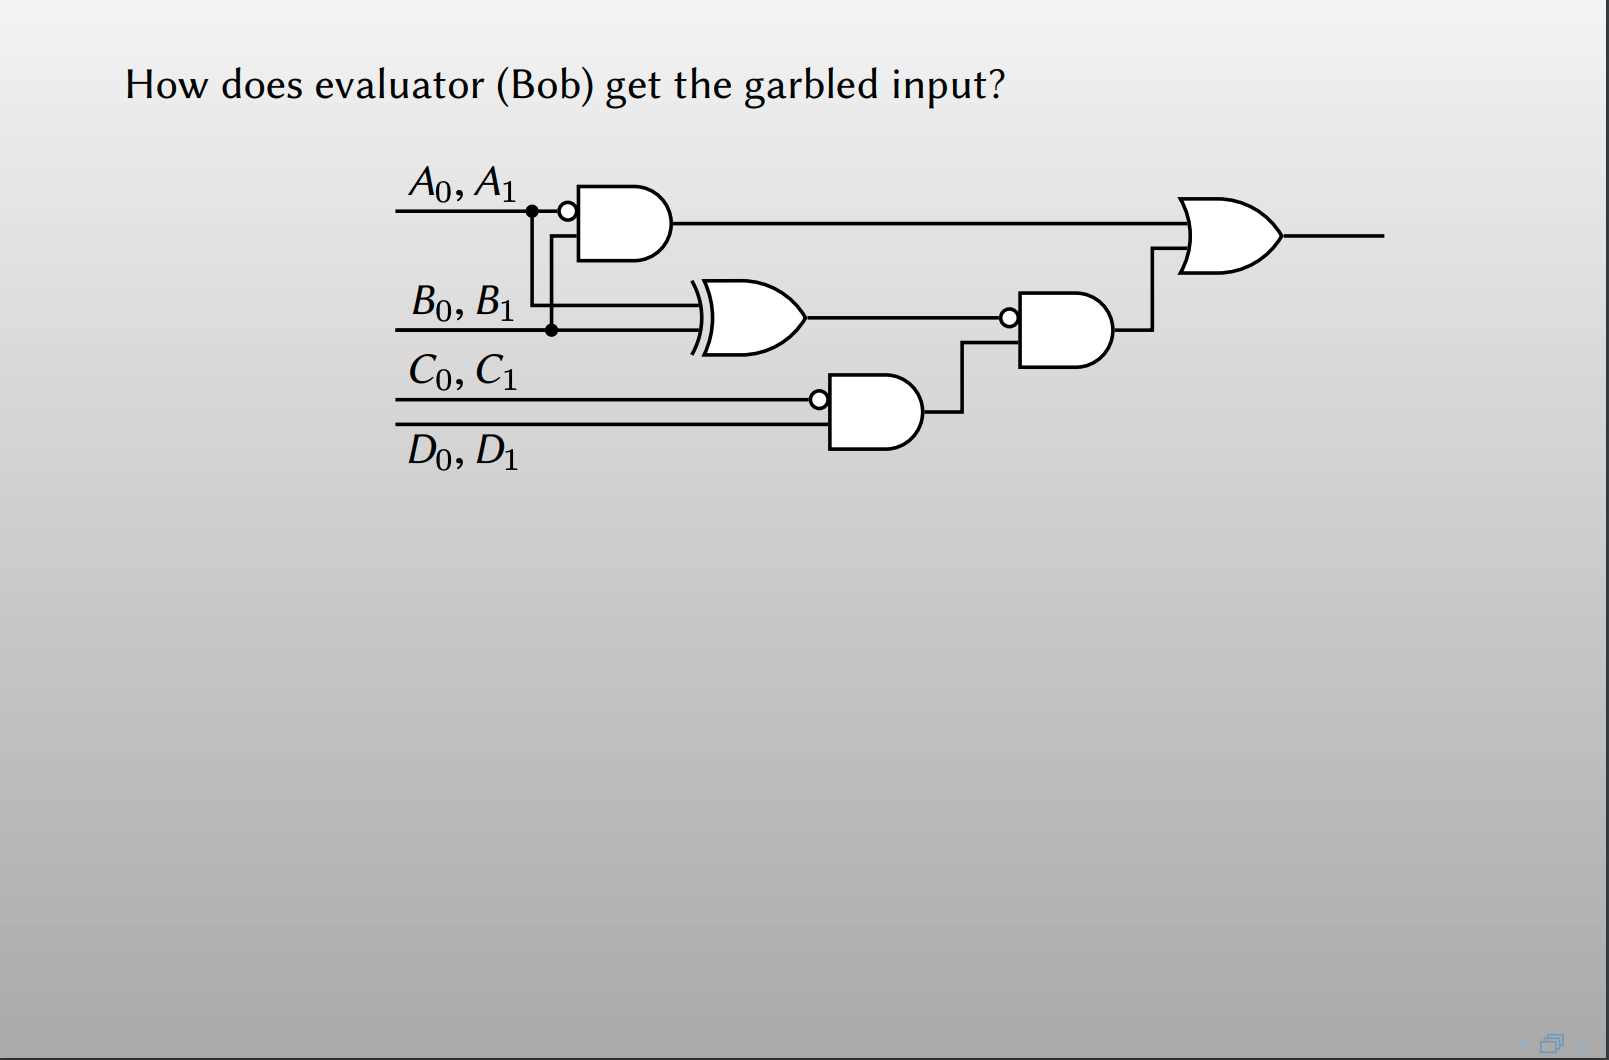 How does evaluator (Bob) get the garbled input?
A₀, A₁
B₀, B₁
C₀, C₁
D₀, D₁